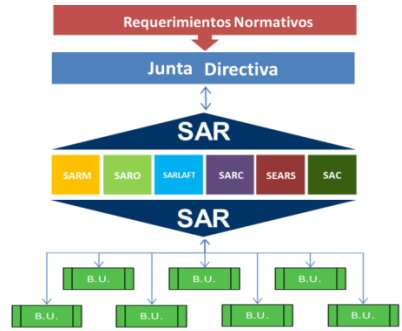 Requerimientos Normativos
Junta Directiva
SAR
SARM SARO SARLAFT SARC SEARS SAC
SAR
B.U. B.U. B.U.
B.U. B.U. B.U. B.U.